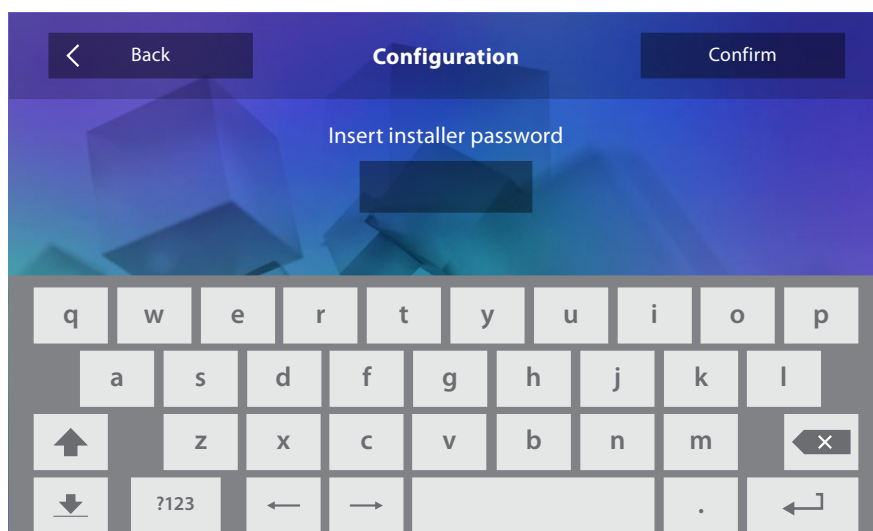 Back Configuration Confirm
Insert installer password
q w e r t y u i o p
a s d f g h j k l
z x c v b n m
?123 .